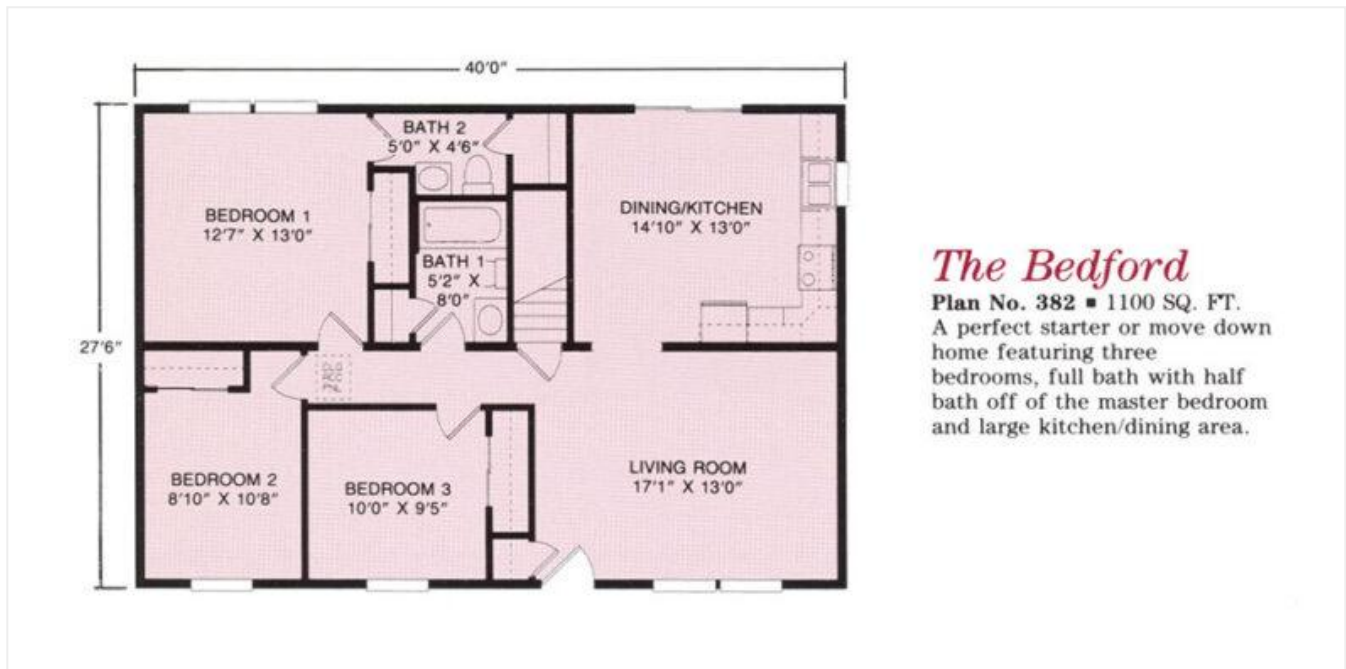 40'0"
BATH 2
5'0" X 4'6"
BEDROOM 1
12'7" X 13'0"
DINING/KITCHEN
14'10" X 13'0"
BATH 1
5'2" X
8'0"
27'6"
BEDROOM 2
8'10" X 10'8"
BEDROOM 3
10'0" X 9'5"
LIVING ROOM
17'1" X 13'0"
The Bedford
Plan No. 382 ■ 1100 SQ. FT.
A perfect starter or move down
home featuring three
bedrooms, full bath with half
bath off of the master bedroom
and large kitchen/dining area.